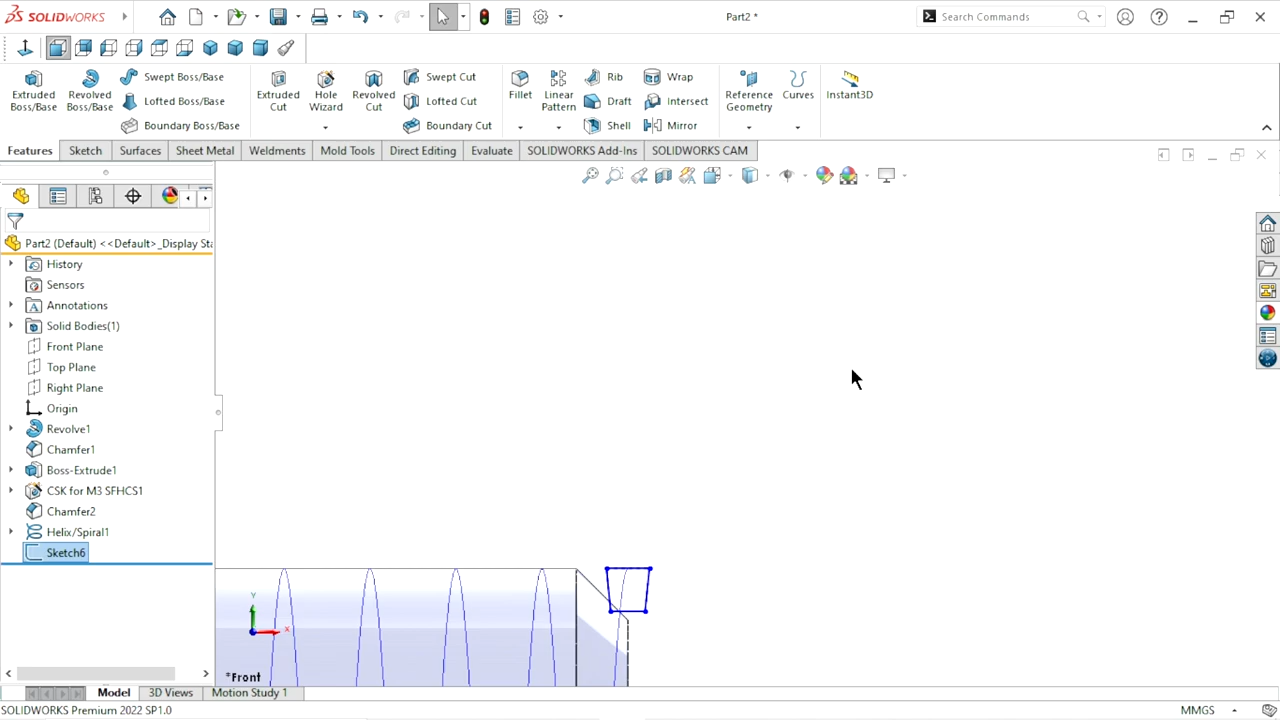 SOLIDWORKS
Part2 *
Search Commands
Extruded Boss/Base
Revolved Boss/Base
Swept Boss/Base
Lofted Boss/Base
Boundary Boss/Base
Extruded Cut
Hole Wizard
Revolved Cut
Swept Cut
Lofted Cut
Boundary Cut
Fillet
Linear Pattern
Rib
Draft
Shell
Wrap
Intersect
Mirror
Reference Geometry
Curves
Instant3D
Features
Sketch
Surfaces
Sheet Metal
Weldments
Mold Tools
Direct Editing
Evaluate
SOLIDWORKS Add-Ins
SOLIDWORKS CAM
Part2 (Default) <<Default>_Display Sta
History
Sensors
Annotations
Solid Bodies(1)
Front Plane
Top Plane
Right Plane
Origin
Revolve1
Chamfer1
Boss-Extrude1
CSK for M3 SFHCS1
Chamfer2
Helix/Spiral1
Sketch6
Y
X
*Front
Model
3D Views
Motion Study 1
SOLIDWORKS Premium 2022 SP1.0
MMGS